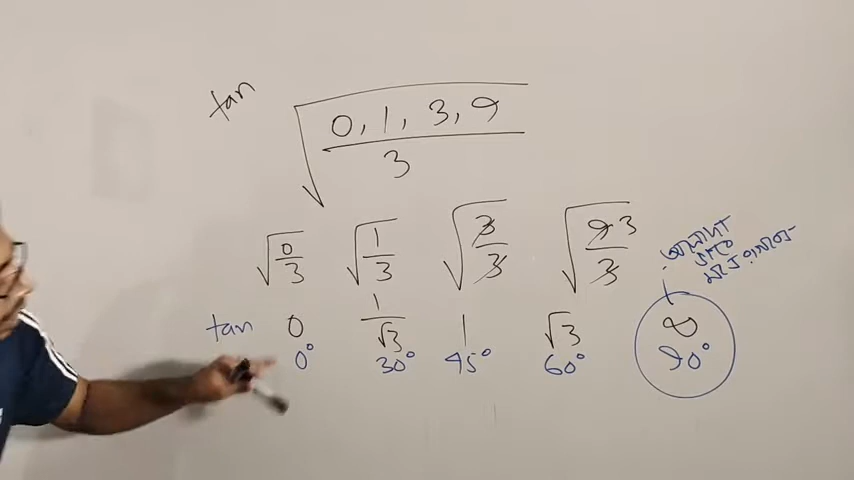 tan √(0, 1, 3, 9 / 3)
√(0/3) √(1/3) √(3/3) √(9/3) 3
tan 0 1/√3 1 √3 ∞
0° 30° 45° 60° 90°